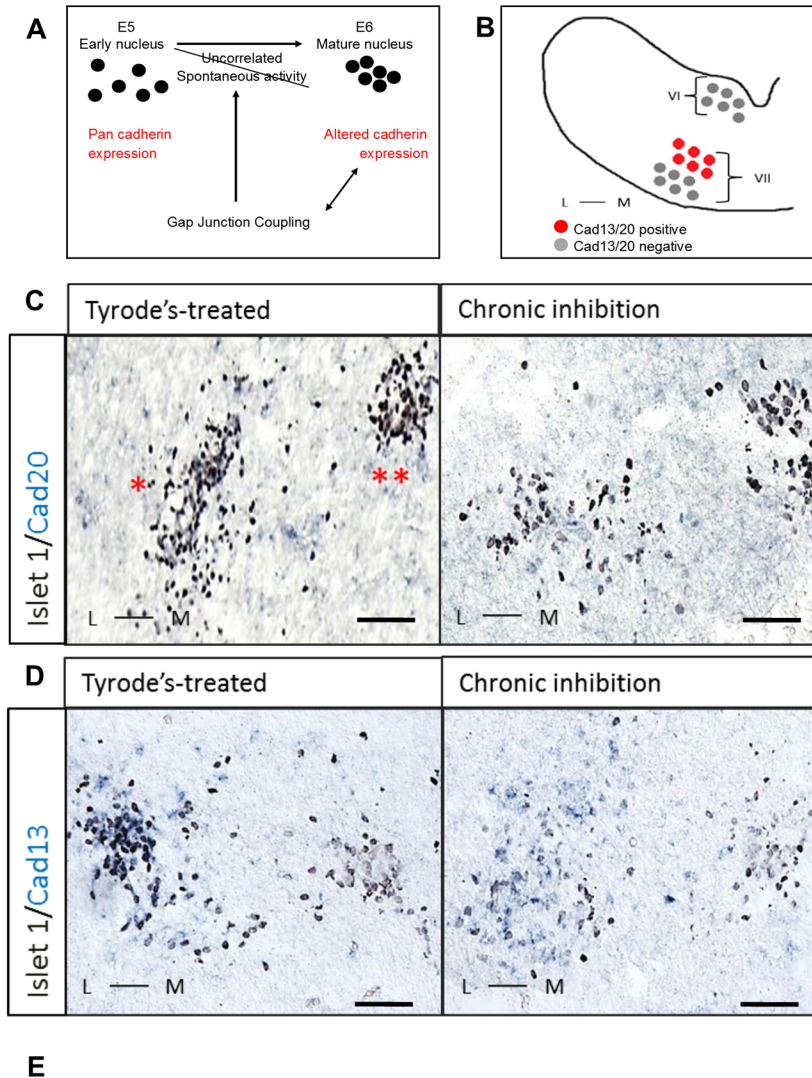 A
E5
E6
Early nucleus
Mature nucleus
Uncorrelated
Spontaneous activity
Pan cadherin
expression
Altered cadherin
expression
Gap Junction Coupling
B
VI
VII
L M
Cad13/20 positive
Cad13/20 negative
C
Tyrode's-treated
Chronic inhibition
Islet 1/Cad20
*
**
L M
L M
D
Tyrode's-treated
Chronic inhibition
Islet 1/Cad13
L M
L M
E